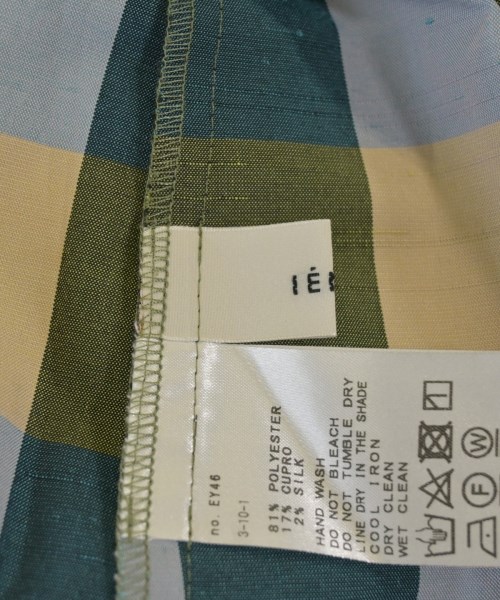 no. EY46
3-10-1
81% POLYESTER
17% CUPRO
2% SILK
HAND WASH
DO NOT BLEACH
DO NOT TUMBLE DRY
LINE DRY IN THE SHADE
COOL IRON
DRY CLEAN
WET CLEAN
W
F